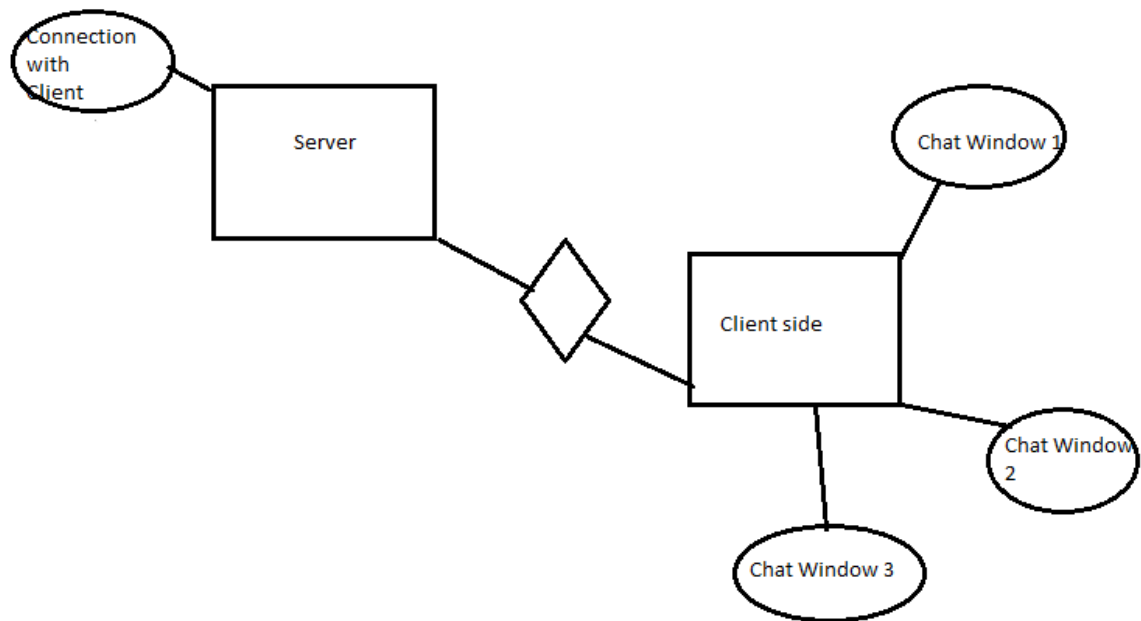 Connection
with
Client
Server
Chat Window 1
Client side
Chat Window
2
Chat Window 3